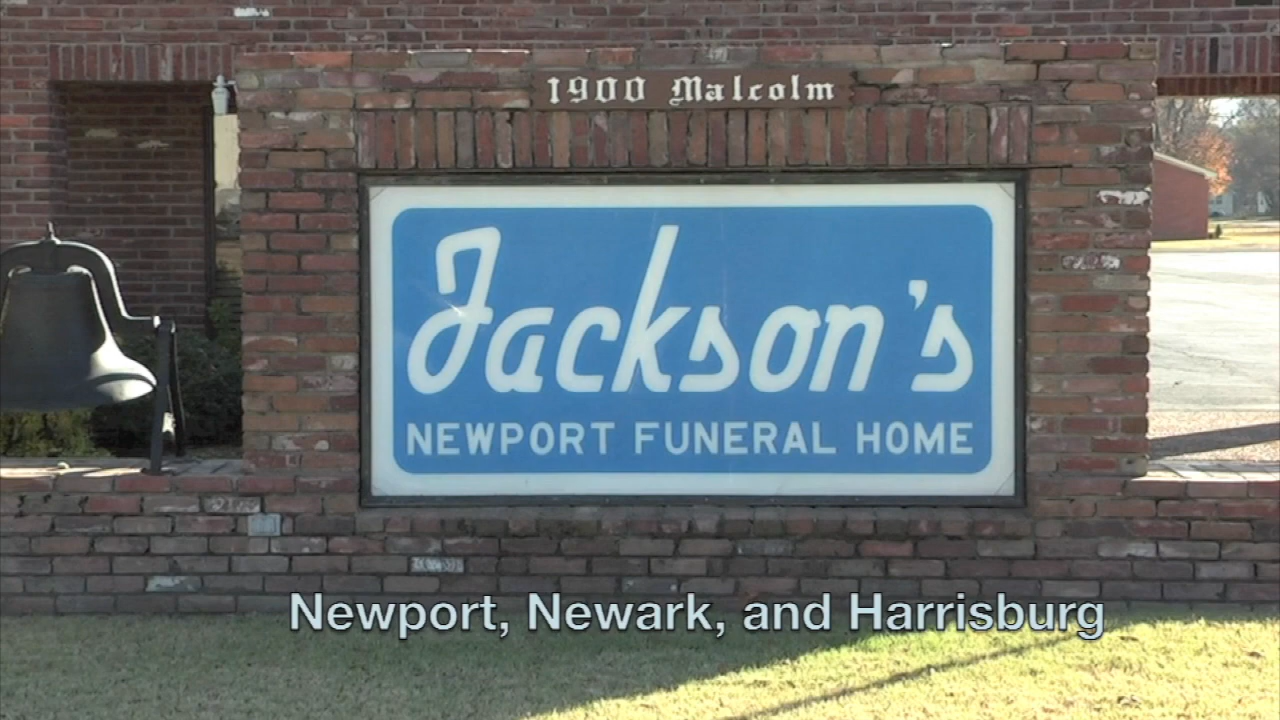 1900 Malcolm
Jackson's
NEWPORT FUNERAL HOME
Newport, Newark, and Harrisburg